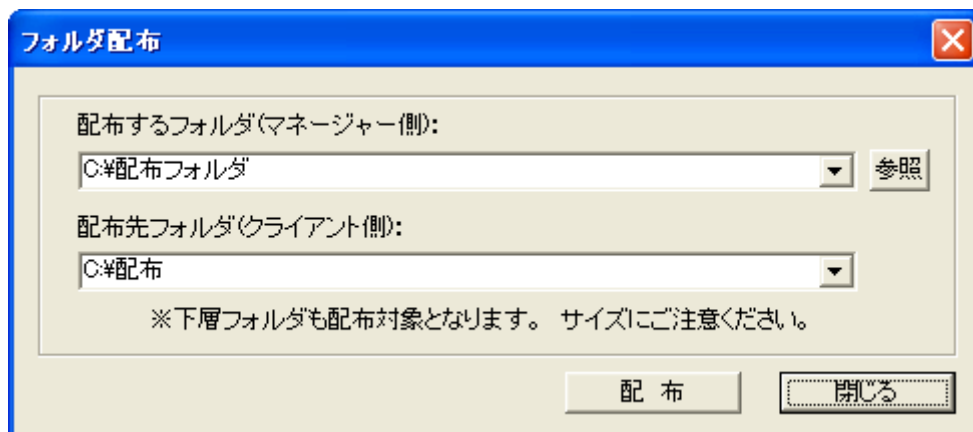 フォルダ配布
配布するフォルダ(マネージャー側):
C:¥配布フォルダ
参照
配布先フォルダ(クライアント側):
C:¥配布
※下層フォルダも配布対象となります。 サイズにご注意ください。
配 布
閉じる